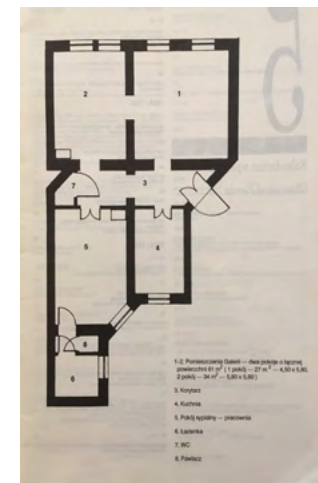 2
1
7
3
5
4
8
6
1-2. Pomieszczenia Galerii — dwa pokoje o łącznej
powierzchni 61 m² ( 1 pokój — 27 m² — 4,50 x 5,80,
2 pokój — 34 m² — 5,80 x 5,80 )
3. Korytarz
4. Kuchnia
5. Pokój sypialny — pracownia
6. Łazienka
7. WC
8. Pawlacz